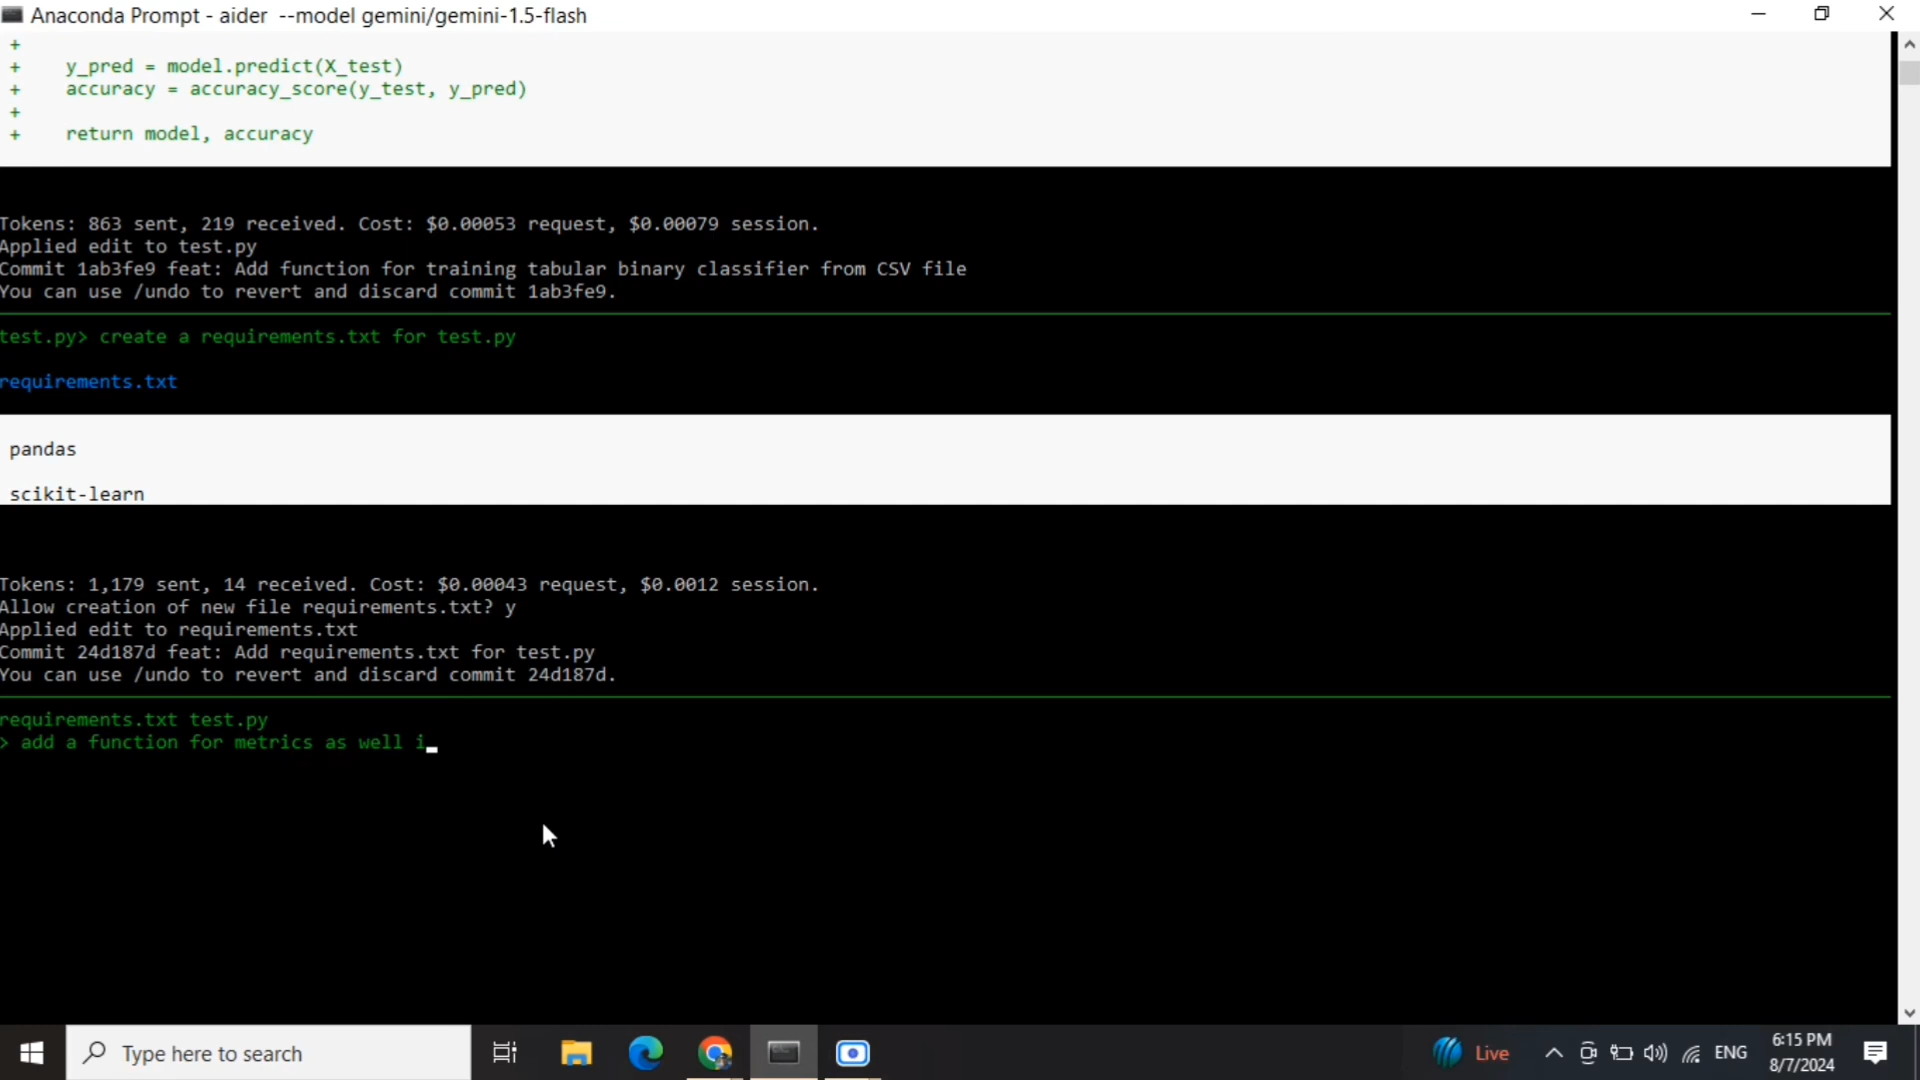 Anaconda Prompt - aider --model gemini/gemini-1.5-flash
+
+ y_pred = model.predict(X_test)
+ accuracy = accuracy_score(y_test, y_pred)
+
+ return model, accuracy
Tokens: 863 sent, 219 received. Cost: $0.00053 request, $0.00079 session.
Applied edit to test.py
Commit 1ab3fe9 feat: Add function for training tabular binary classifier from CSV file
You can use /undo to revert and discard commit 1ab3fe9.
test.py> create a requirements.txt for test.py
requirements.txt
pandas
scikit-learn
Tokens: 1,179 sent, 14 received. Cost: $0.00043 request, $0.0012 session.
Allow creation of new file requirements.txt? y
Applied edit to requirements.txt
Commit 24d187d feat: Add requirements.txt for test.py
You can use /undo to revert and discard commit 24d187d.
requirements.txt test.py
> add a function for metrics as well i
Type here to search
Live
ENG
6:15 PM
8/7/2024